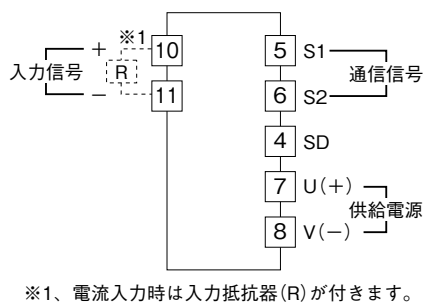 ※1
+ 10 5 S1
入力信号 R 通信信号
− 11 6 S2
4 SD
7 U(+)
供給電源
8 V(−)
※1、電流入力時は入力抵抗器(R)が付きます。